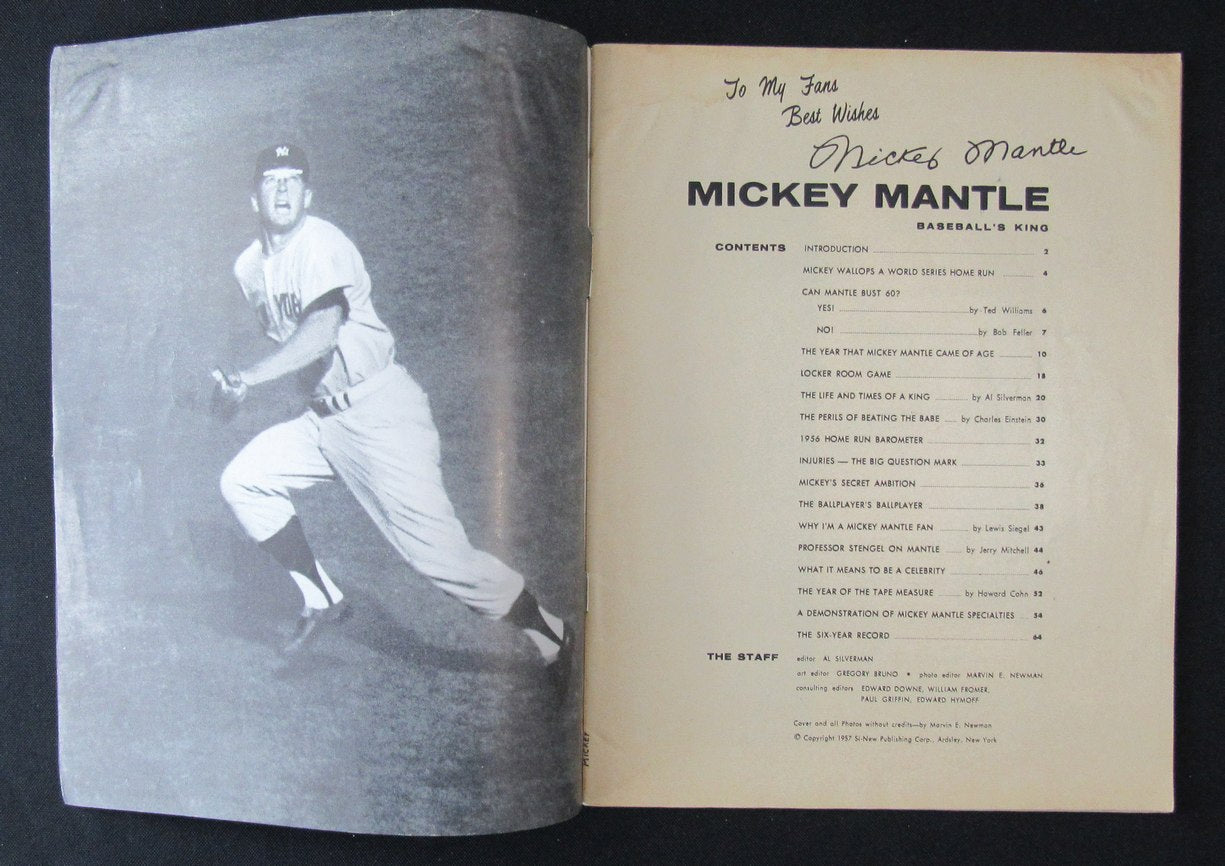 NY
YOR
MICKEY
To My Fans
Best Wishes
Mickey Mantle
MICKEY MANTLE
BASEBALL'S KING
CONTENTS INTRODUCTION 2
MICKEY WALLOPS A WORLD SERIES HOME RUN 4
CAN MANTLE BUST 60?
YES! by Ted Williams 6
NO! by Bob Feller 7
THE YEAR THAT MICKEY MANTLE CAME OF AGE 10
LOCKER ROOM GAME 18
THE LIFE AND TIMES OF A KING by Al Silverman 20
THE PERILS OF BEATING THE BABE by Charles Einstein 30
1956 HOME RUN BAROMETER 32
INJURIES — THE BIG QUESTION MARK 33
MICKEY'S SECRET AMBITION 36
THE BALLPLAYER'S BALLPLAYER 38
WHY I'M A MICKEY MANTLE FAN by Lewis Siegel 43
PROFESSOR STENGEL ON MANTLE by Jerry Mitchell 44
WHAT IT MEANS TO BE A CELEBRITY 46
THE YEAR OF THE TAPE MEASURE by Howard Cohn 52
A DEMONSTRATION OF MICKEY MANTLE SPECIALTIES 54
THE SIX-YEAR RECORD 64
THE STAFF editor AL SILVERMAN
art editor GREGORY BRUNO • photo editor MARVIN E. NEWMAN
consulting editors EDWARD DOWNE, WILLIAM FROMER,
PAUL GRIFFIN, EDWARD HYMOFF
Cover and all Photos without credits—by Marvin E. Newman
© Copyright 1957 Si-New Publishing Corp., Ardsley, New York